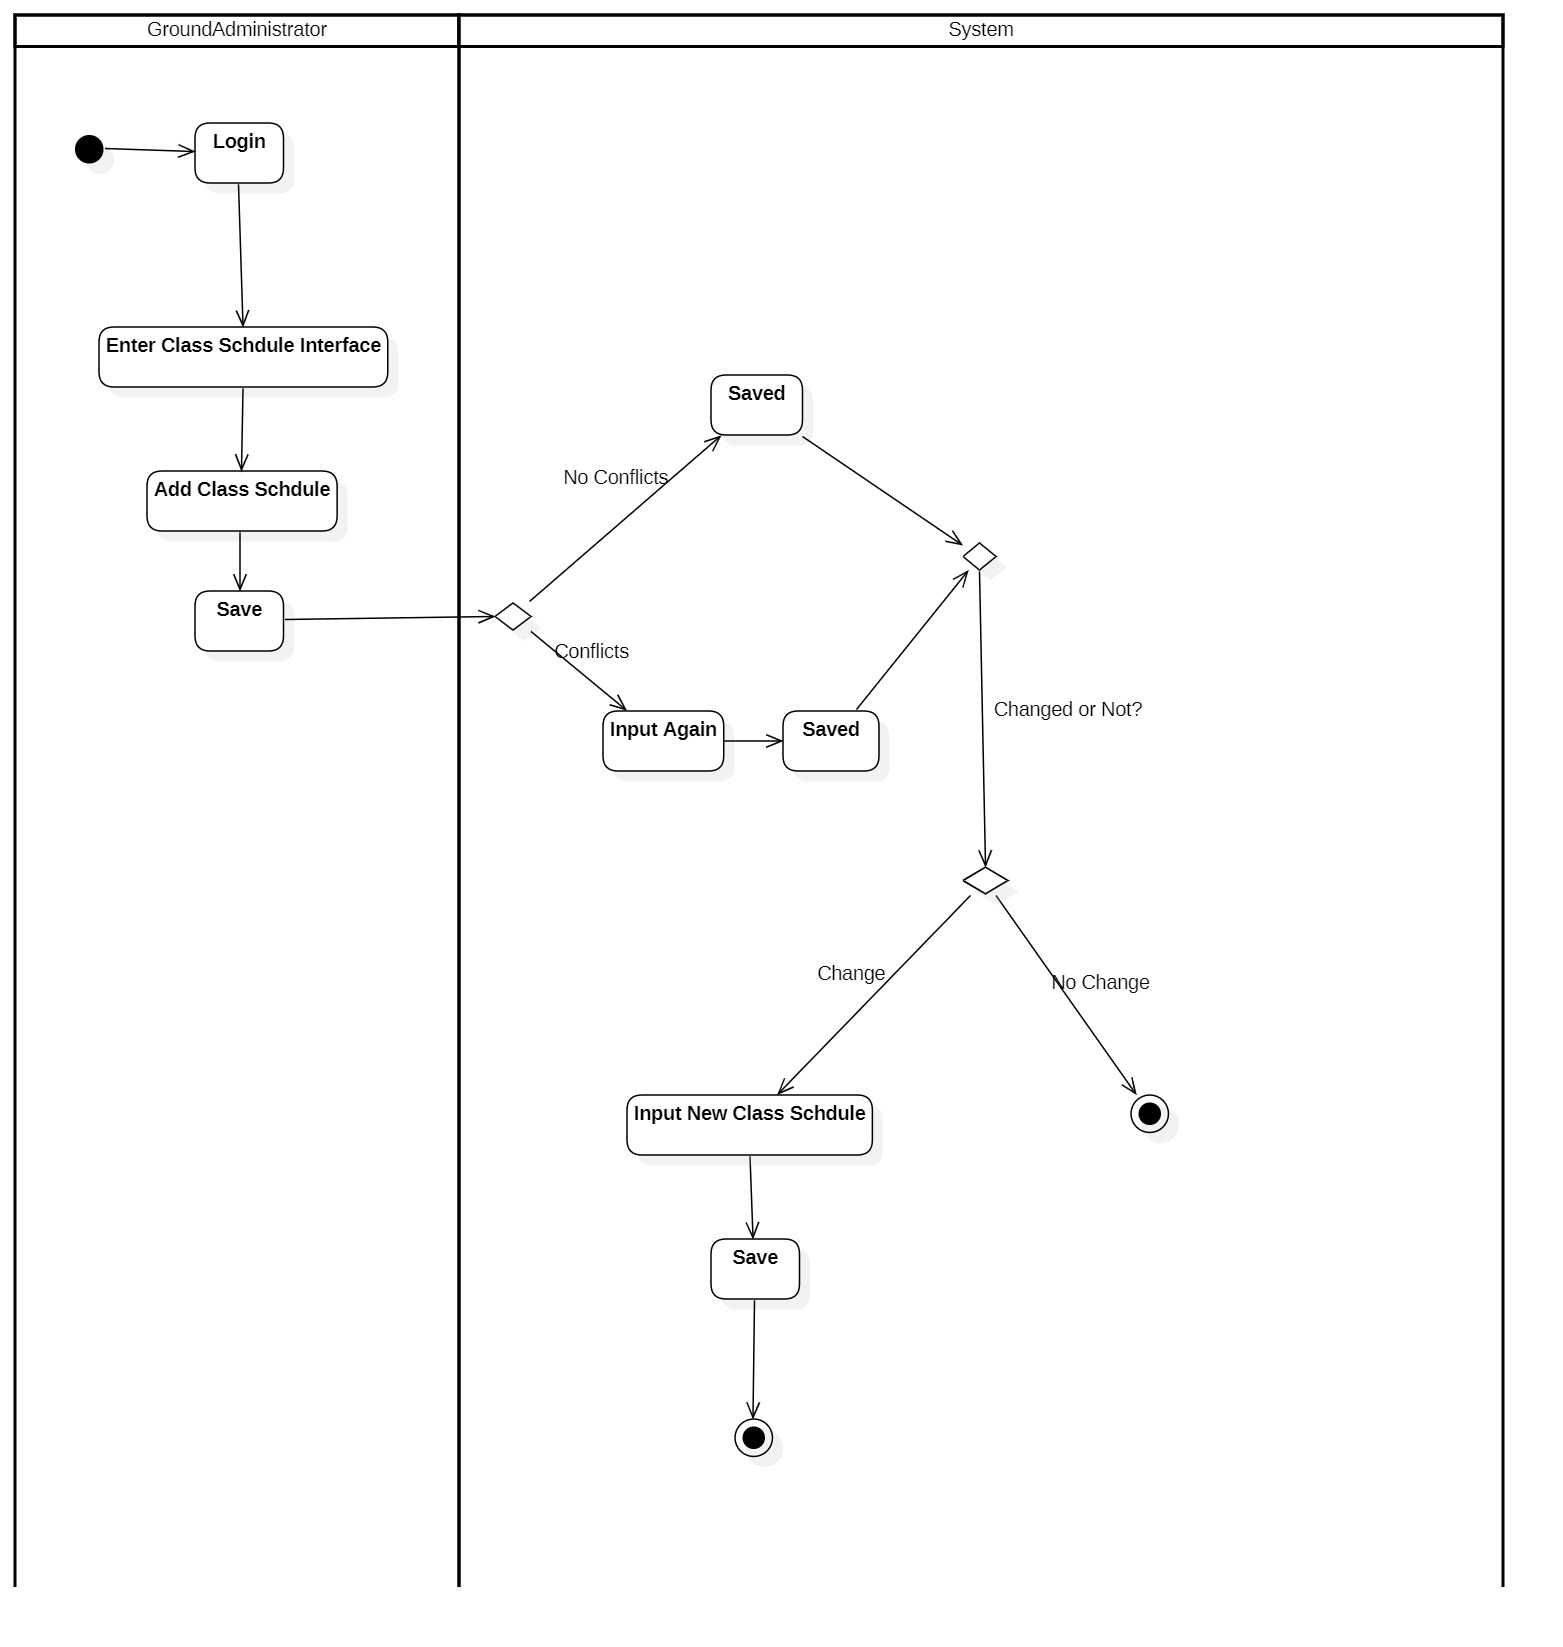 GroundAdministrator
System
Login
Enter Class Schdule Interface
Saved
No Conflicts
Add Class Schdule
Save
Conflicts
Input Again
Saved
Changed or Not?
Change
No Change
Input New Class Schdule
Save